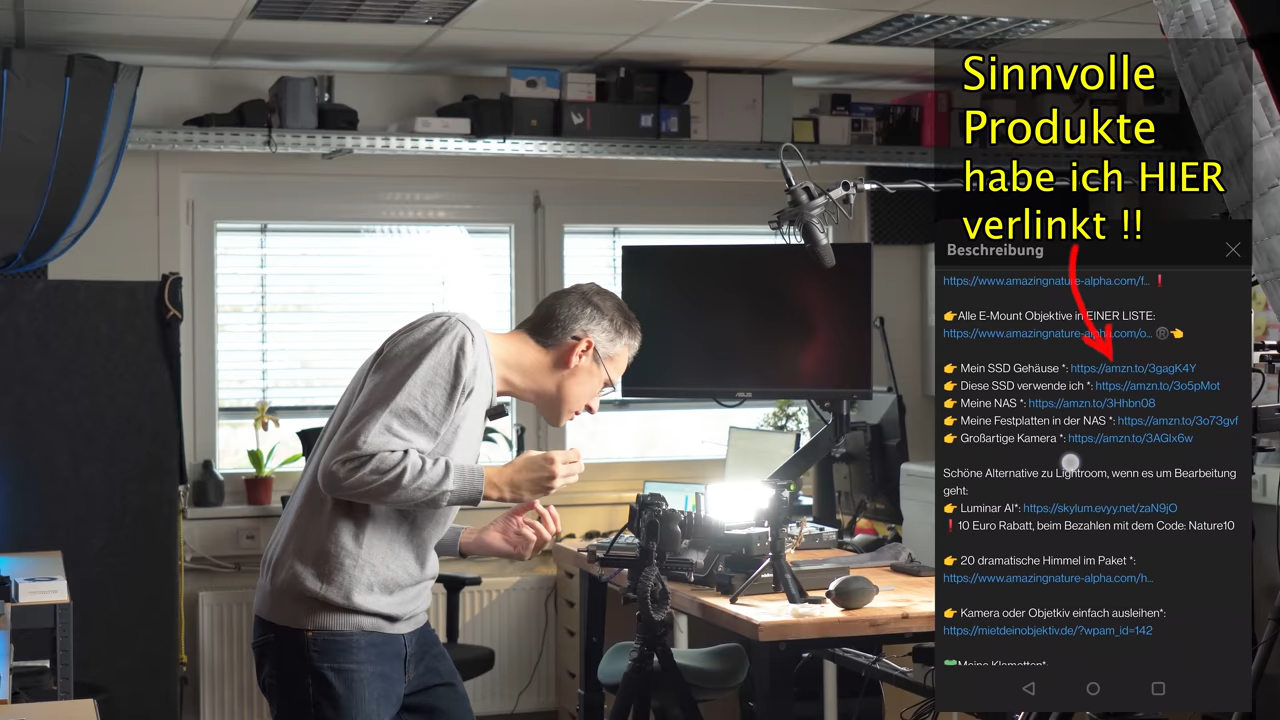 Sinnvolle
Produkte
habe ich HIER
verlinkt !!
Beschreibung
https://www.amazingnature-alpha.com/f... ❗
👉Alle E-Mount Objektive in EINER LISTE:
https://www.amazingnature-alpha.com/o... ®👈
👉 Mein SSD Gehäuse *: https://amzn.to/3gagK4Y
👉 Diese SSD verwende ich *: https://amzn.to/3o5pMot
👉 Meine NAS *: https://amzn.to/3Hhbn08
👉 Meine Festplatten in der NAS *: https://amzn.to/3o73gvf
👉 Großartige Kamera *: https://amzn.to/3AGIx6w
Schöne Alternative zu Lightroom, wenn es um Bearbeitung
geht:
👉 Luminar AI*: https://skylum.evyy.net/zaN9jO
❗10 Euro Rabatt, beim Bezahlen mit dem Code: Nature10
👉 20 dramatische Himmel im Paket *:
https://www.amazingnature-alpha.com/h...
👉 Kamera oder Objetkiv einfach ausleihen*:
https://mietdeinobjektiv.de/?wpam_id=142
💚Meine Klamotten*:
ASUS